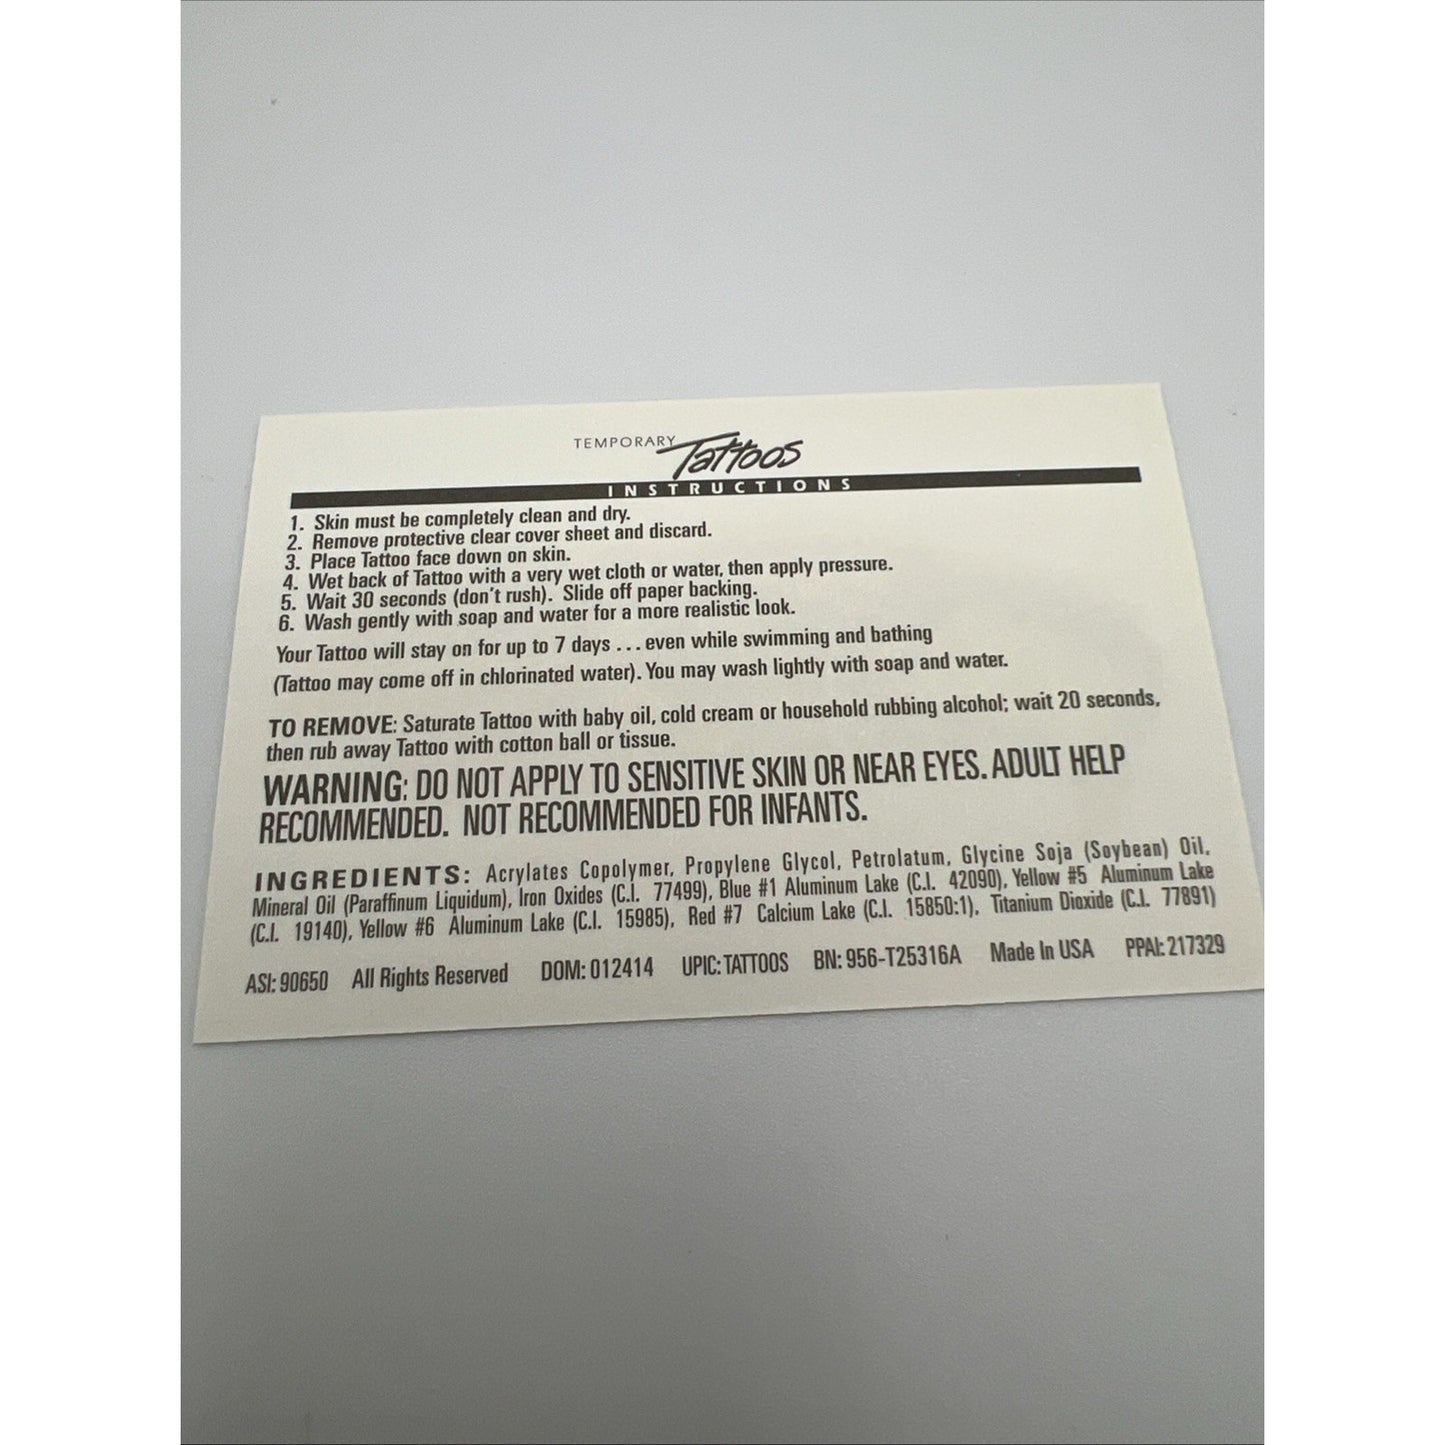 TEMPORARY Tattoos
INSTRUCTIONS
1. Skin must be completely clean and dry.
2. Remove protective clear cover sheet and discard.
3. Place Tattoo face down on skin.
4. Wet back of Tattoo with a very wet cloth or water, then apply pressure.
5. Wait 30 seconds (don't rush). Slide off paper backing.
6. Wash gently with soap and water for a more realistic look.
Your Tattoo will stay on for up to 7 days . . . even while swimming and bathing
(Tattoo may come off in chlorinated water). You may wash lightly with soap and water.
TO REMOVE: Saturate Tattoo with baby oil, cold cream or household rubbing alcohol; wait 20 seconds,
then rub away Tattoo with cotton ball or tissue.
WARNING: DO NOT APPLY TO SENSITIVE SKIN OR NEAR EYES. ADULT HELP
RECOMMENDED. NOT RECOMMENDED FOR INFANTS.
INGREDIENTS: Acrylates Copolymer, Propylene Glycol, Petrolatum, Glycine Soja (Soybean) Oil,
Mineral Oil (Paraffinum Liquidum), Iron Oxides (C.I. 77499), Blue #1 Aluminum Lake (C.I. 42090), Yellow #5 Aluminum Lake
(C.I. 19140), Yellow #6 Aluminum Lake (C.I. 15985), Red #7 Calcium Lake (C.I. 15850:1), Titanium Dioxide (C.I. 77891)
ASI: 90650 All Rights Reserved DOM: 012414 UPIC: TATTOOS BN: 956-T25316A Made In USA PPAI: 217329